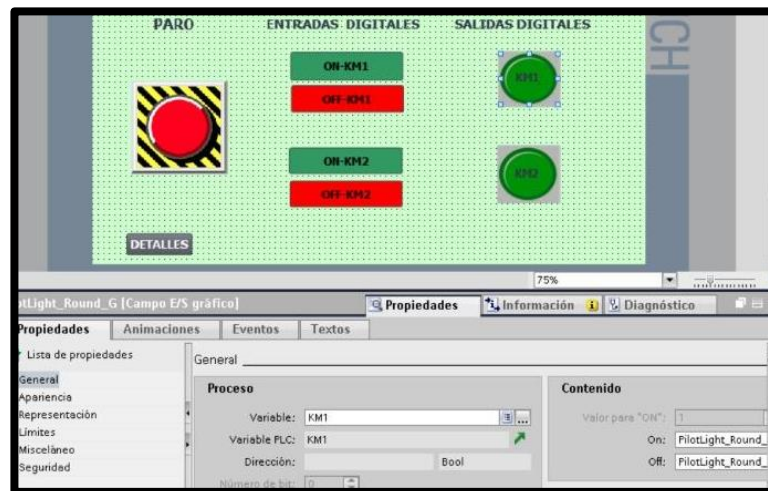 PARO ENTRADAS DIGITALES SALIDAS DIGITALES
CH
ON-KM1
KM1
OFF-KM1
ON-KM2
KM2
OFF-KM2
DETALLES
75%
tLight_Round_G [Campo E/S gráfico]
Propiedades Información Diagnóstico
Propiedades Animaciones Eventos Textos
Lista de propiedades
General
General
Apariencia
Representación
Límites
Misceláneo
Seguridad
Proceso
Variable: KM1
Variable PLC: KM1
Dirección: Bool
Número de bit: 0
Contenido
Valor para "ON": 1
On: PilotLight_Round_
Off: PilotLight_Round_